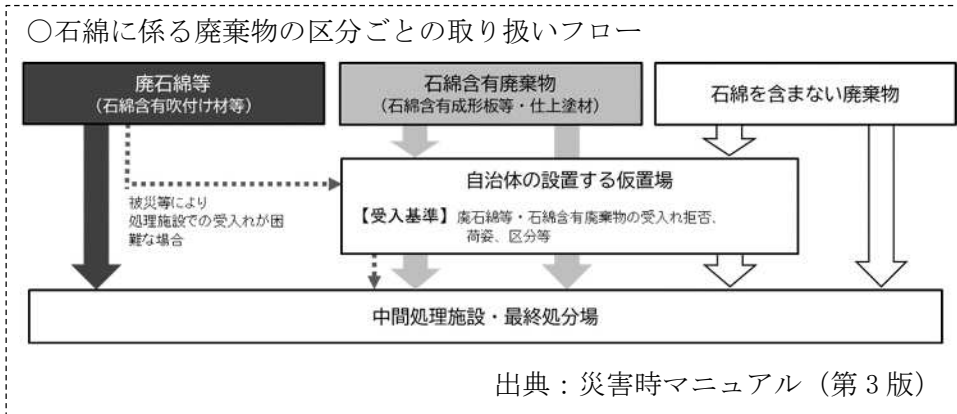 ○石綿に係る廃棄物の区分ごとの取り扱いフロー
廃石綿等
（石綿含有吹付け材等）
石綿含有廃棄物
（石綿含有成形板等・仕上塗材）
石綿を含まない廃棄物
自治体の設置する仮置場
【受入基準】廃石綿等・石綿含有廃棄物の受入れ拒否、
荷姿、区分等
被災等により
処理施設での受入れが困
難な場合
中間処理施設・最終処分場
出典：災害時マニュアル（第３版）